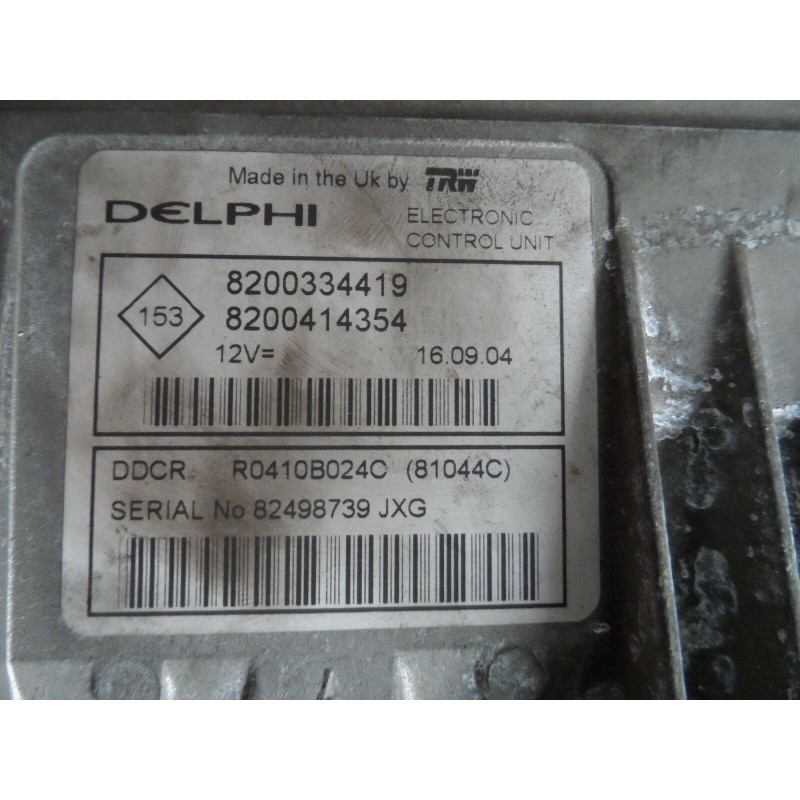 Made in the Uk by TRW
DELPHI
ELECTRONIC
CONTROL UNIT
153
8200334419
8200414354
12V= 16.09.04
DDCR R0410B024C (81044C)
SERIAL No 82498739 JXG